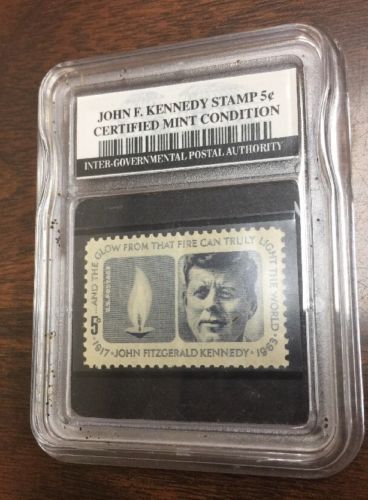 JOHN F. KENNEDY STAMP 5¢
CERTIFIED MINT CONDITION
INTER-GOVERNMENTAL POSTAL AUTHORITY
...AND THE GLOW FROM THAT FIRE CAN TRULY LIGHT THE WORLD
U.S. POSTAGE
5¢
1917 • JOHN FITZGERALD KENNEDY • 1963